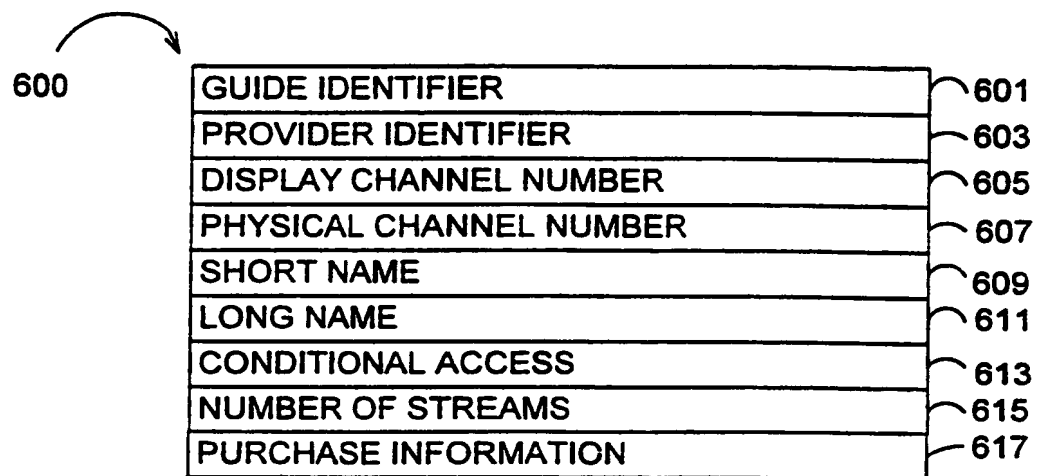 600
GUIDE IDENTIFIER 601
PROVIDER IDENTIFIER 603
DISPLAY CHANNEL NUMBER 605
PHYSICAL CHANNEL NUMBER 607
SHORT NAME 609
LONG NAME 611
CONDITIONAL ACCESS 613
NUMBER OF STREAMS 615
PURCHASE INFORMATION 617